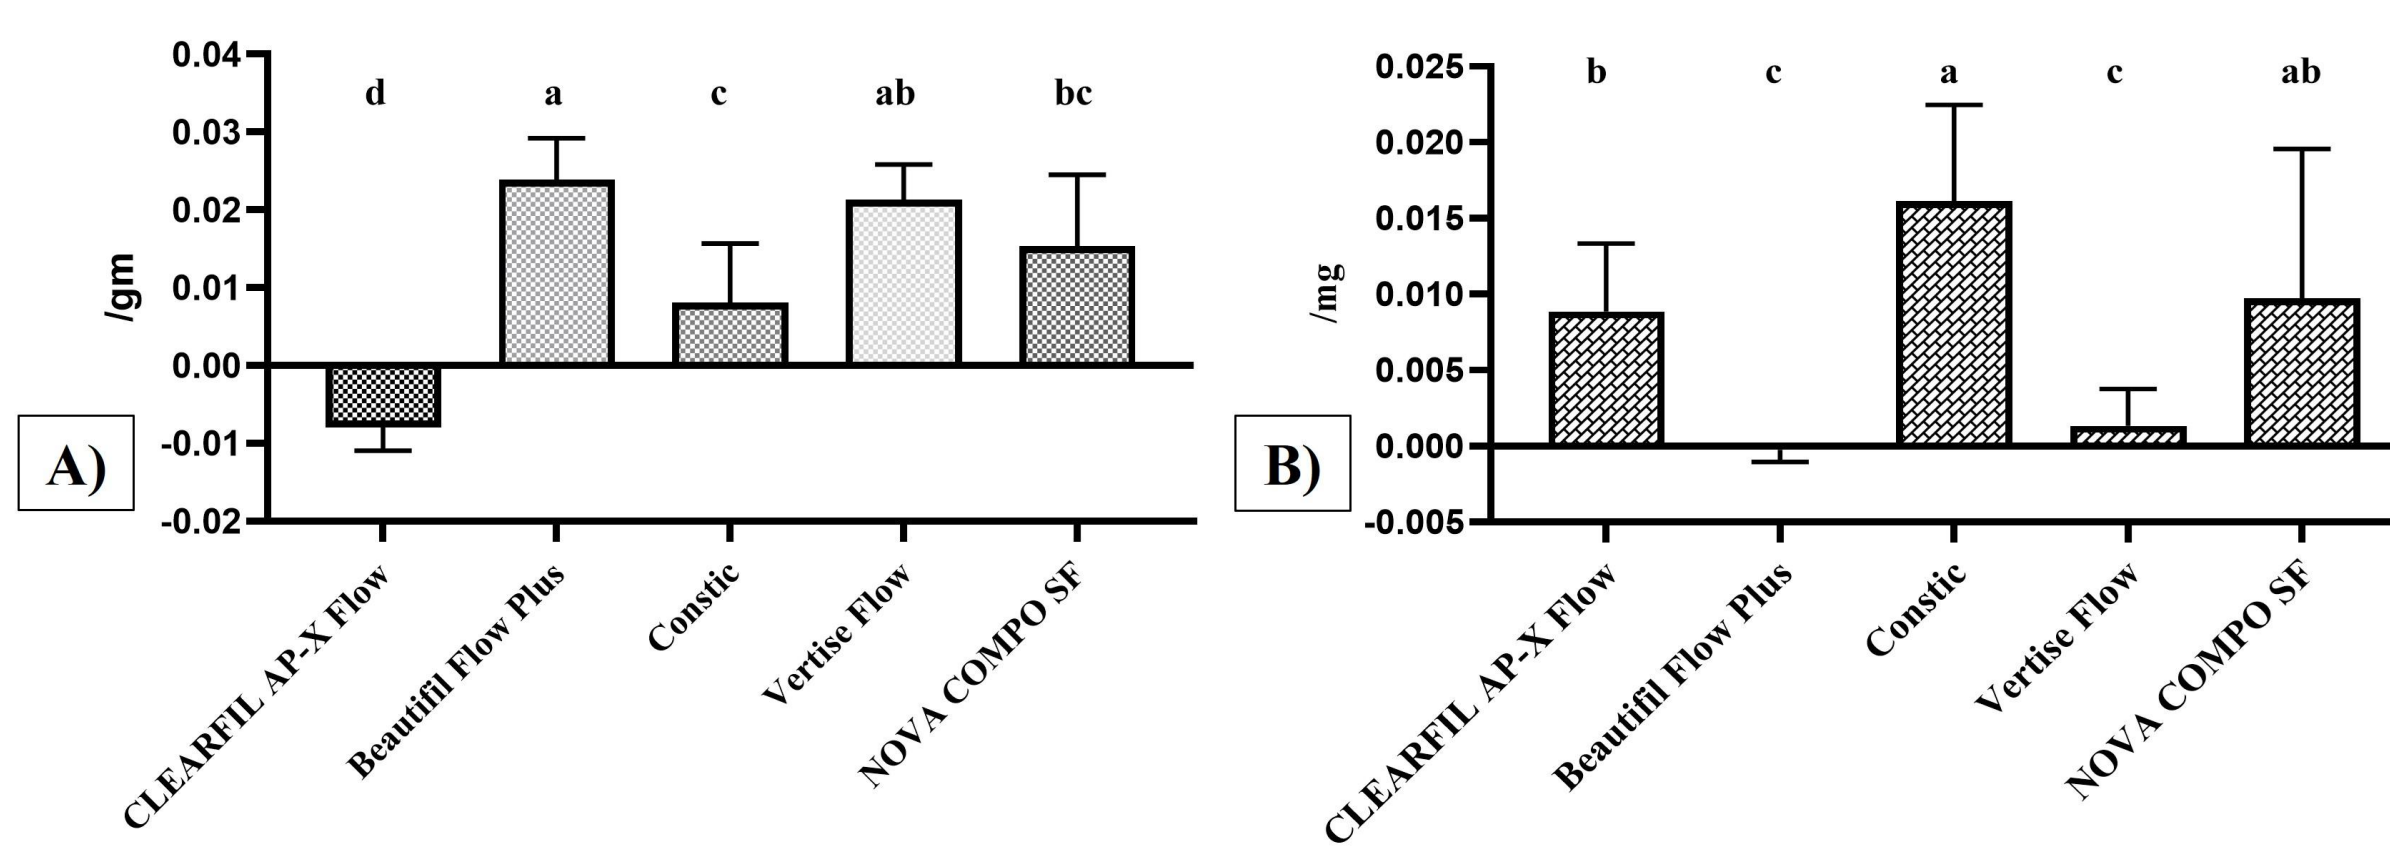 A)
/gm
0.04
0.03
0.02
0.01
0.00
-0.01
-0.02
d
a
c
ab
bc
CLEARFIL AP-X Flow
Beautifil Flow Plus
Constic
Vertise Flow
NOVA COMPO SF
B)
/mg
0.025
0.020
0.015
0.010
0.005
0.000
-0.005
b
c
a
c
ab
CLEARFIL AP-X Flow
Beautifil Flow Plus
Constic
Vertise Flow
NOVA COMPO SF